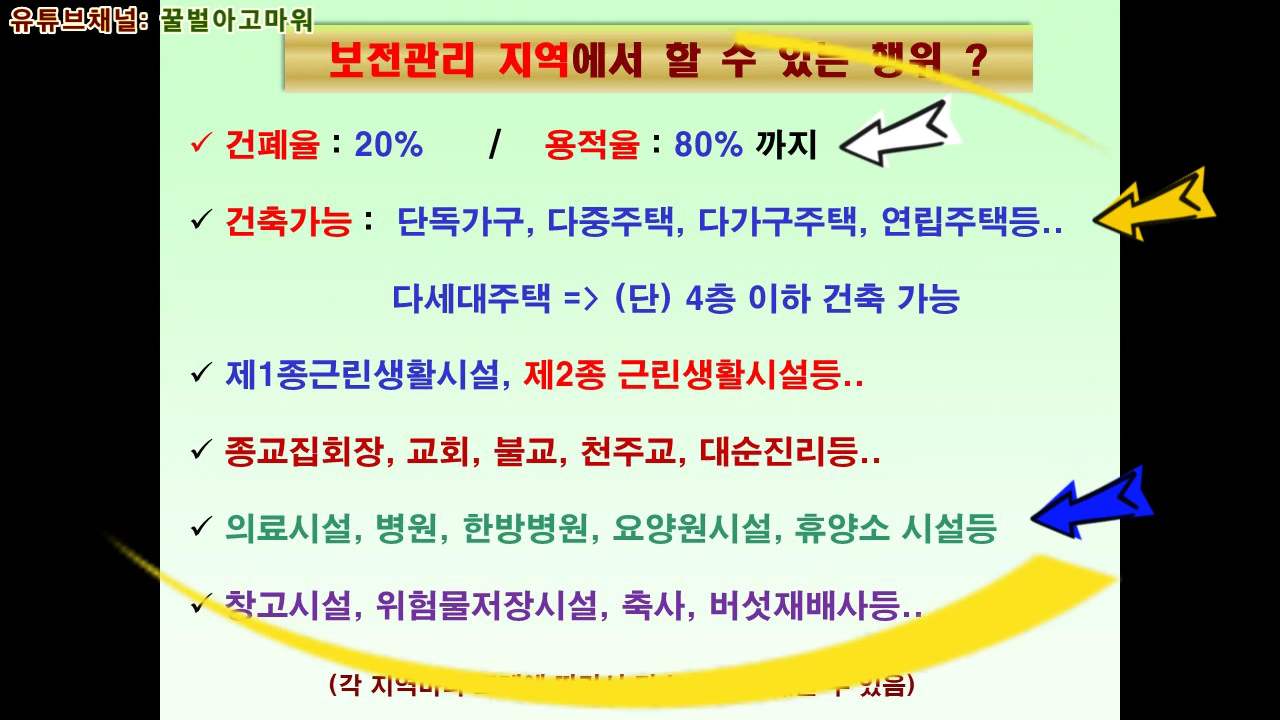 유튜브채널: 꿀벌아고마워
보전관리 지역에서 할 수 있는 행위 ?
✓ 건폐율 : 20% / 용적율 : 80% 까지
✓ 건축가능 : 단독가구, 다중주택, 다가구주택, 연립주택등..
다세대주택 => (단) 4층 이하 건축 가능
✓ 제1종근린생활시설, 제2종 근린생활시설등..
✓ 종교집회장, 교회, 불교, 천주교, 대순진리등..
✓ 의료시설, 병원, 한방병원, 요양원시설, 휴양소 시설등
✓ 창고시설, 위험물저장시설, 축사, 버섯재배사등..
(각 수 있음)